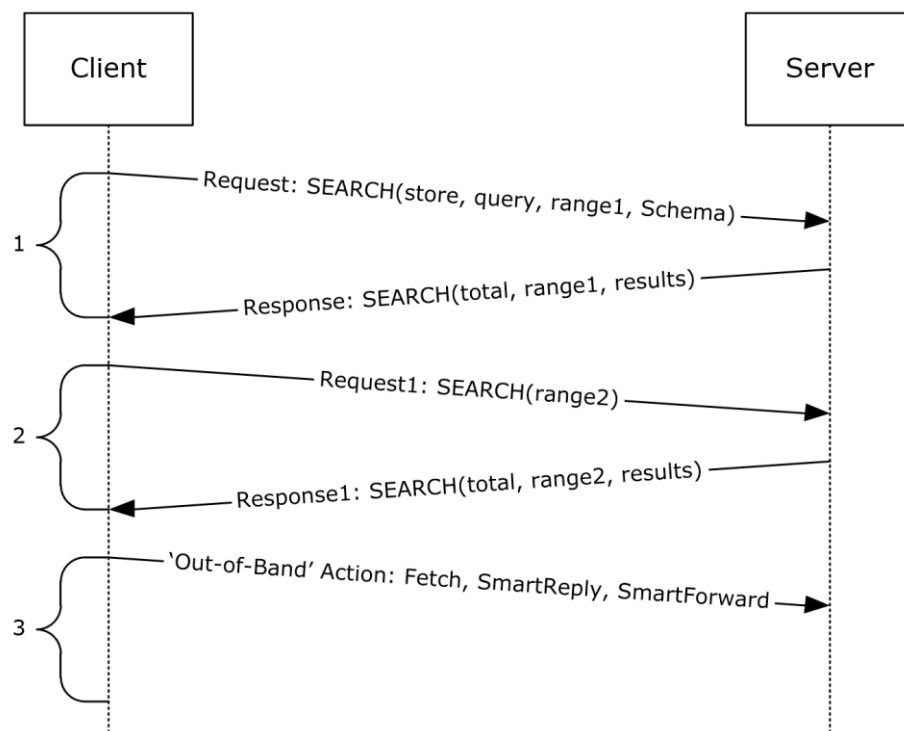 Client
Server
Request: SEARCH(store, query, range1, Schema)
1
Response: SEARCH(total, range1, results)
Request1: SEARCH(range2)
2
Response1: SEARCH(total, range2, results)
‘Out-of-Band’ Action: Fetch, SmartReply, SmartForward
3